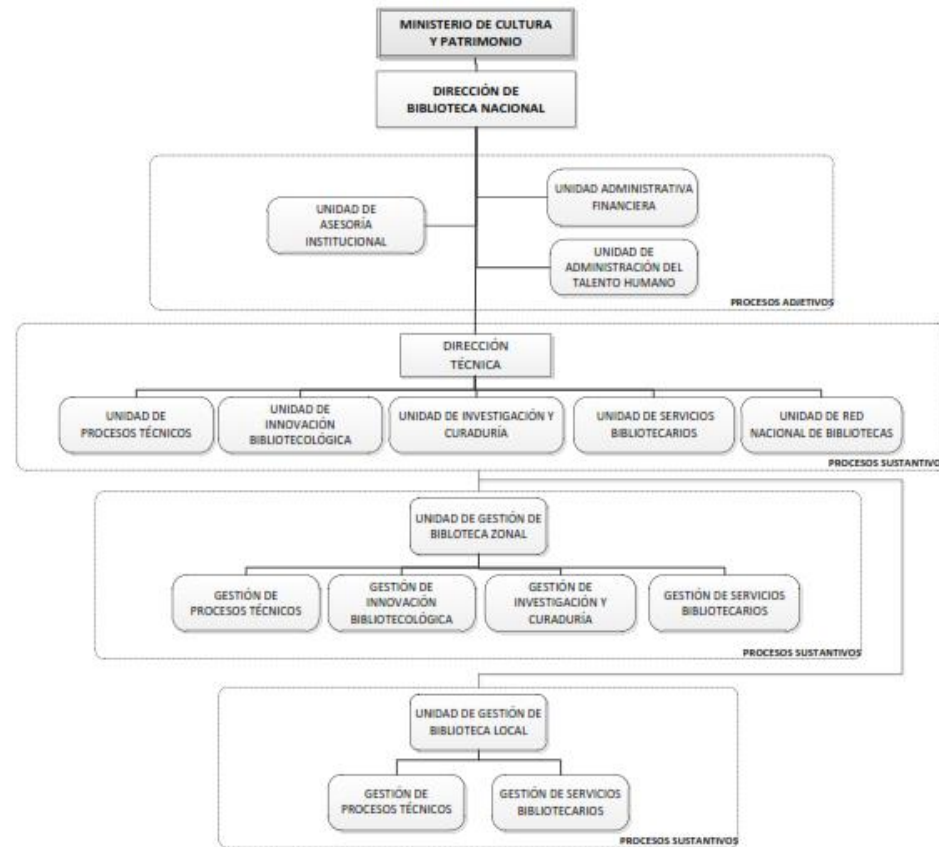 MINISTERIO DE CULTURA
Y PATRIMONIO
DIRECCIÓN DE
BIBLIOTECA NACIONAL
UNIDAD DE
ASESORÍA
INSTITUCIONAL
UNIDAD ADMINISTRATIVA
FINANCIERA
UNIDAD DE
ADMINISTRACIÓN DEL
TALENTO HUMANO
PROCESOS ADJETIVOS
DIRECCIÓN
TÉCNICA
UNIDAD DE
PROCESOS TÉCNICOS
UNIDAD DE
INNOVACIÓN
BIBLIOTECOLÓGICA
UNIDAD DE INVESTIGACIÓN Y
CURADURÍA
UNIDAD DE SERVICIOS
BIBLIOTECARIOS
UNIDAD DE RED
NACIONAL DE BIBLIOTECAS
PROCESOS SUSTANTIVO
UNIDAD DE GESTIÓN DE
BIBLOTECA ZONAL
GESTIÓN DE
PROCESOS TÉCNICOS
GESTIÓN DE
INNOVACIÓN
BIBLIOTECOLÓGICA
GESTIÓN DE
INVESTIGACIÓN Y
CURADURÍA
GESTIÓN DE SERVICIOS
BIBLIOTECARIOS
PROCESOS SUSTANTIVOS
UNIDAD DE GESTIÓN DE
BIBLIOTECA LOCAL
GESTIÓN DE
PROCESOS TÉCNICOS
GESTIÓN DE SERVICIOS
BIBLIOTECARIOS
PROCESOS SUSTANTIVOS